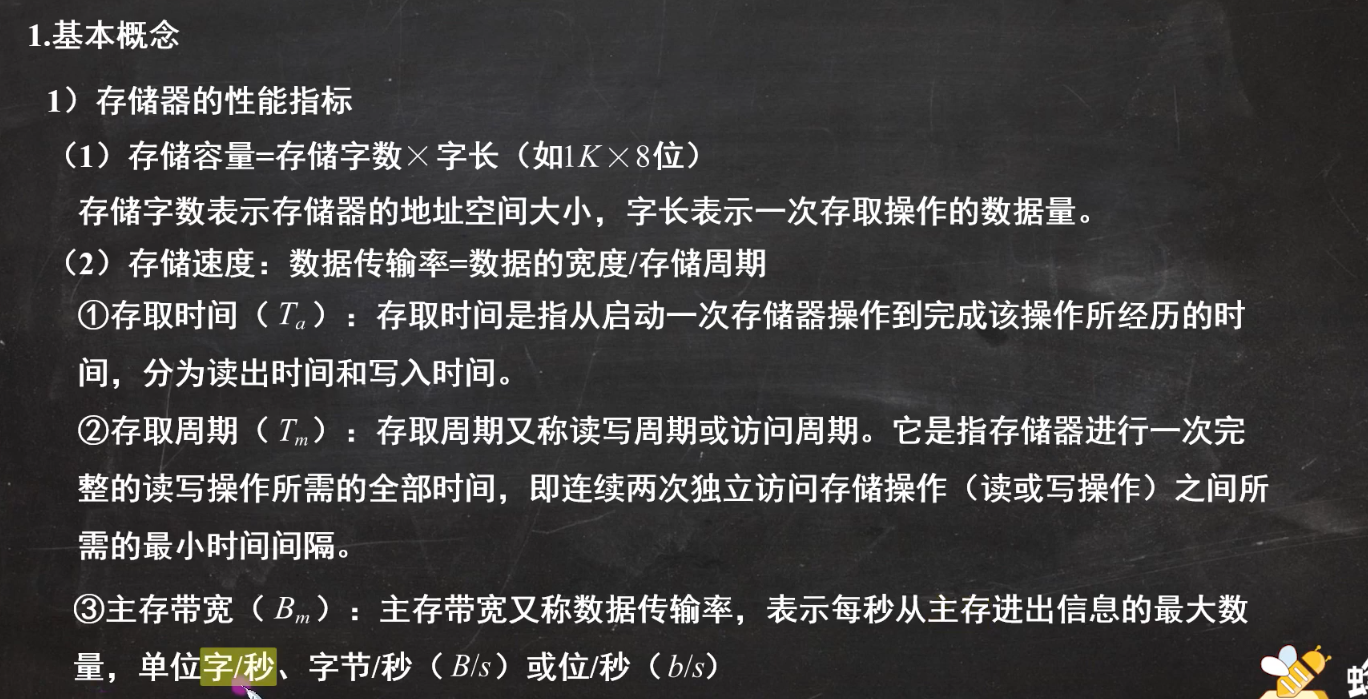 1.基本概念
1）存储器的性能指标
（1）存储容量=存储字数×字长（如1K×8位）
存储字数表示存储器的地址空间大小，字长表示一次存取操作的数据量。
（2）存储速度：数据传输率=数据的宽度/存储周期
①存取时间（Ta）：存取时间是指从启动一次存储器操作到完成该操作所经历的时
间，分为读出时间和写入时间。
②存取周期（Tm）：存取周期又称读写周期或访问周期。它是指存储器进行一次完
整的读写操作所需的全部时间，即连续两次独立访问存储操作（读或写操作）之间所
需的最小时间间隔。
③主存带宽（Bm）：主存带宽又称数据传输率，表示每秒从主存进出信息的最大数
量，单位字/秒、字节/秒（B/s）或位/秒（b/s）